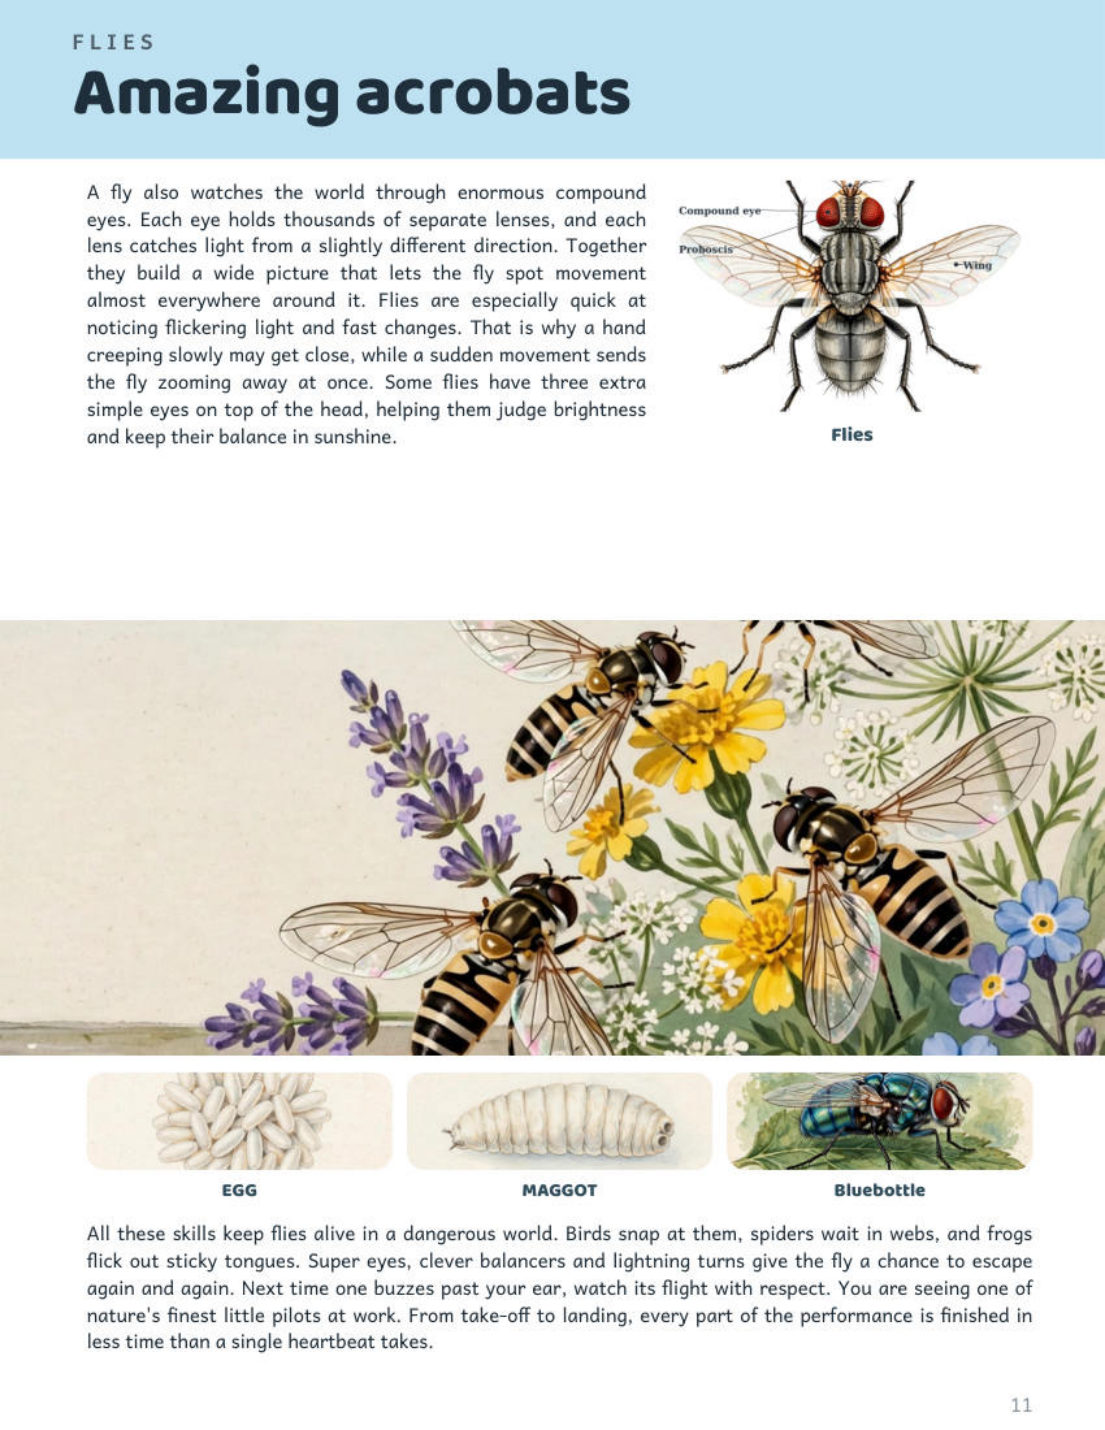 FLIES
Amazing acrobats
A fly also watches the world through enormous compound
eyes. Each eye holds thousands of separate lenses, and each
lens catches light from a slightly different direction. Together
they build a wide picture that lets the fly spot movement
almost everywhere around it. Flies are especially quick at
noticing flickering light and fast changes. That is why a hand
creeping slowly may get close, while a sudden movement sends
the fly zooming away at once. Some flies have three extra
simple eyes on top of the head, helping them judge brightness
and keep their balance in sunshine.
Compound eye
Proboscis
Wing
Flies
EGG
MAGGOT
Bluebottle
All these skills keep flies alive in a dangerous world. Birds snap at them, spiders wait in webs, and frogs
flick out sticky tongues. Super eyes, clever balancers and lightning turns give the fly a chance to escape
again and again. Next time one buzzes past your ear, watch its flight with respect. You are seeing one of
nature's finest little pilots at work. From take-off to landing, every part of the performance is finished in
less time than a single heartbeat takes.
11